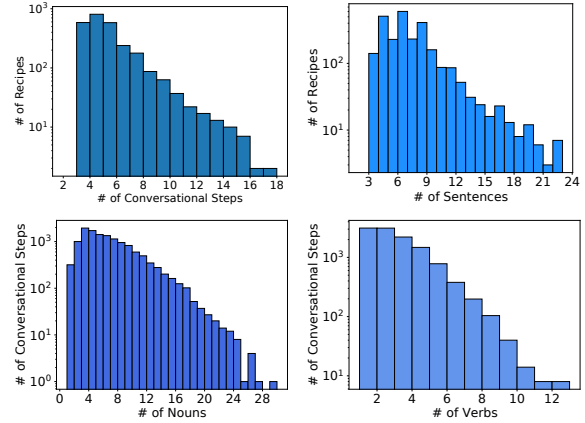 # of Recipes
10³
10²
10¹
2 4 6 8 10 12 14 16 18
# of Conversational Steps
# of Recipes
10²
10¹
3 6 9 12 15 18 21 24
# of Sentences
# of Conversational Steps
10³
10²
10¹
10⁰
0 4 8 12 16 20 24 28
# of Nouns
# of Conversational Steps
10³
10²
10¹
2 4 6 8 10 12
# of Verbs